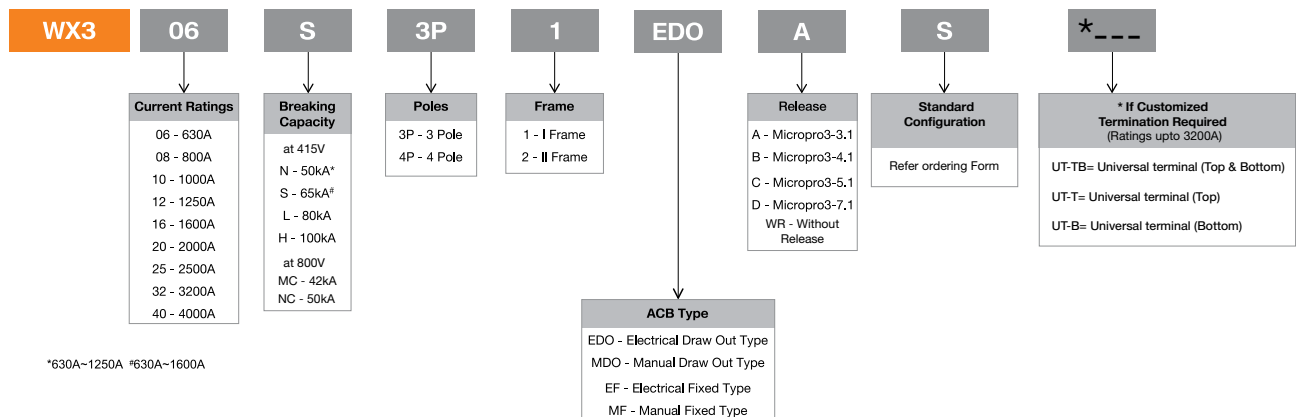 WX3 06 S 3P 1 EDO A S *___
Current Ratings
06 - 630A
08 - 800A
10 - 1000A
12 - 1250A
16 - 1600A
20 - 2000A
25 - 2500A
32 - 3200A
40 - 4000A
Breaking
Capacity
at 415V
N - 50kA*
S - 65kA#
L - 80kA
H - 100kA
at 800V
MC - 42kA
NC - 50kA
Poles
3P - 3 Pole
4P - 4 Pole
Frame
1 - I Frame
2 - II Frame
Release
A - Micropro3-3.1
B - Micropro3-4.1
C - Micropro3-5.1
D - Micropro3-7.1
WR - Without
Release
Standard
Configuration
Refer ordering Form
* If Customized
Termination Required
(Ratings upto 3200A)
UT-TB= Universal terminal (Top & Bottom)
UT-T= Universal terminal (Top)
UT-B= Universal terminal (Bottom)
ACB Type
EDO - Electrical Draw Out Type
MDO - Manual Draw Out Type
EF - Electrical Fixed Type
MF - Manual Fixed Type
*630A~1250A #630A~1600A